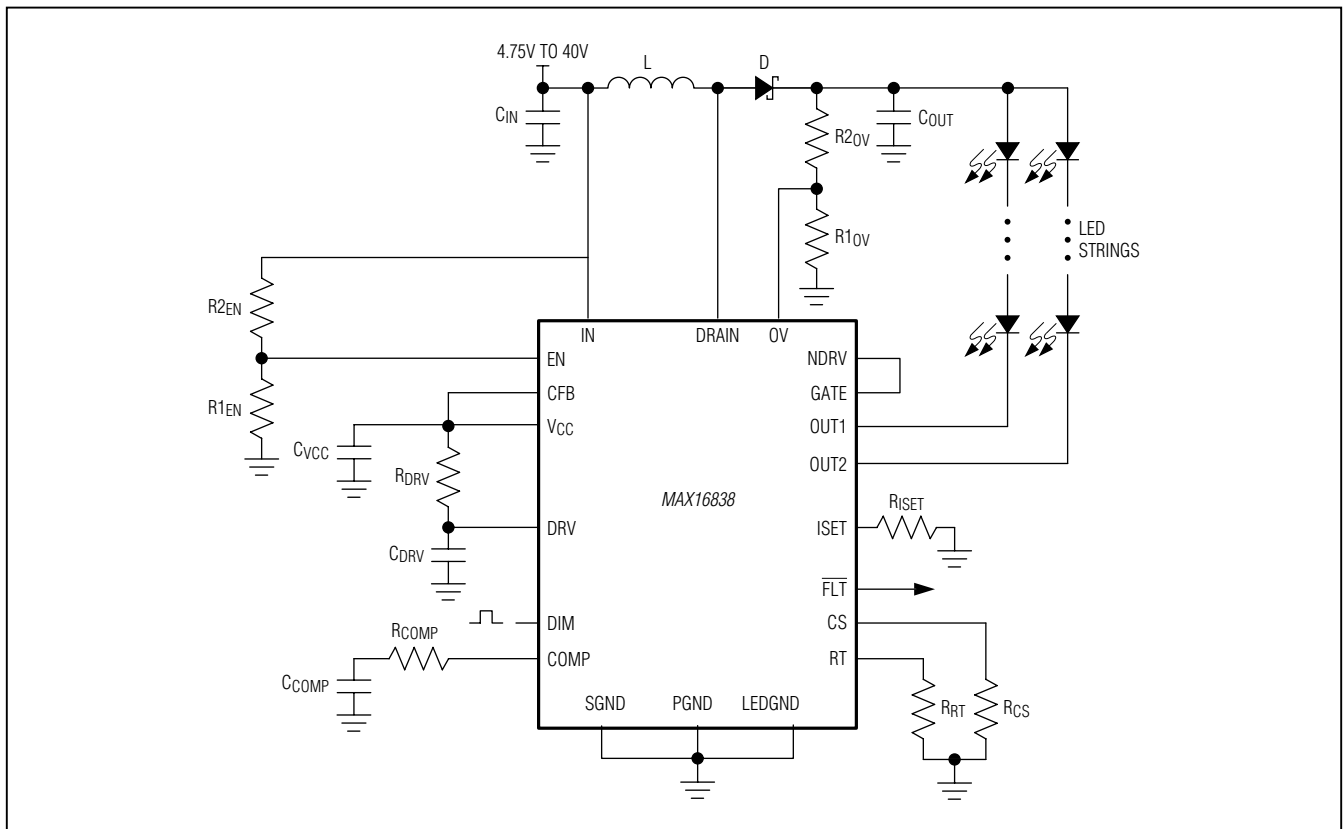 4.75V TO 40V
L
D
CIN
R2OV
COUT
R1OV
LED
STRINGS
R2EN
R1EN
IN
DRAIN
OV
EN
NDRV
CFB
GATE
VCC
OUT1
CVCC
OUT2
RDRV
MAX16838
RISET
DRV
ISET
CDRV
FLT
DIM
CS
RCOMP
COMP
RT
CCOMP
SGND
PGND
LEDGND
RRT
RCS